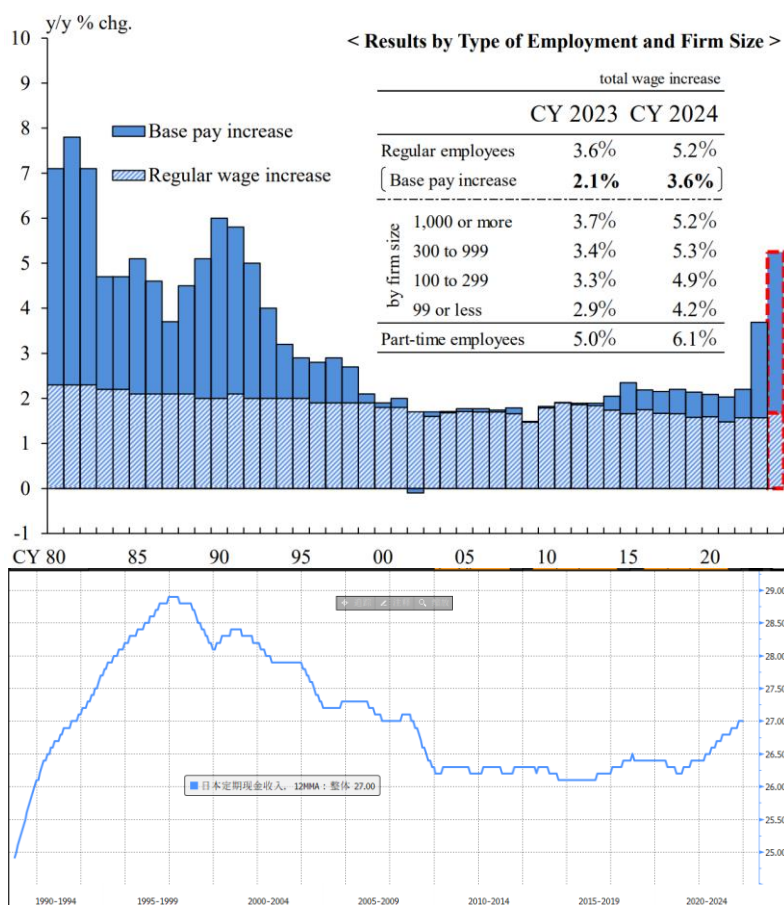 y/y % chg.
10
9
8
7
6
5
4
3
2
1
0
-1
Base pay increase
Regular wage increase
< Results by Type of Employment and Firm Size >
total wage increase
CY 2023 CY 2024
Regular employees 3.6% 5.2%
Base pay increase 2.1% 3.6%
by firm size
1,000 or more 3.7% 5.2%
300 to 999 3.4% 5.3%
100 to 299 3.3% 4.9%
99 or less 2.9% 4.2%
Part-time employees 5.0% 6.1%
CY 80 85 90 95 00 05 10 15 20
29.00
28.50
28.00
27.50
27.00
26.50
26.00
25.50
25.00
日本定期现金收入, 12MMA : 整体 27.00
1990-1994 1995-1999 2000-2004 2005-2009 2010-2014 2015-2019 2020-2024